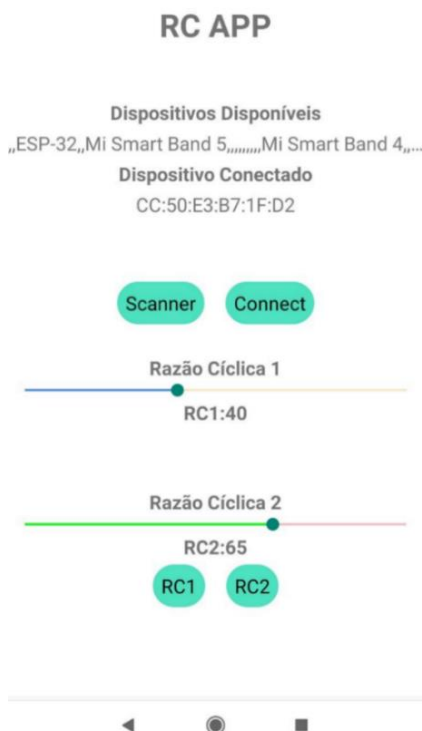 RC APP
Dispositivos Disponíveis
,,ESP-32,,Mi Smart Band 5,,,,,,,,,Mi Smart Band 4,,...
Dispositivo Conectado
CC:50:E3:B7:1F:D2
Scanner Connect
Razão Cíclica 1
RC1:40
Razão Cíclica 2
RC2:65
RC1 RC2